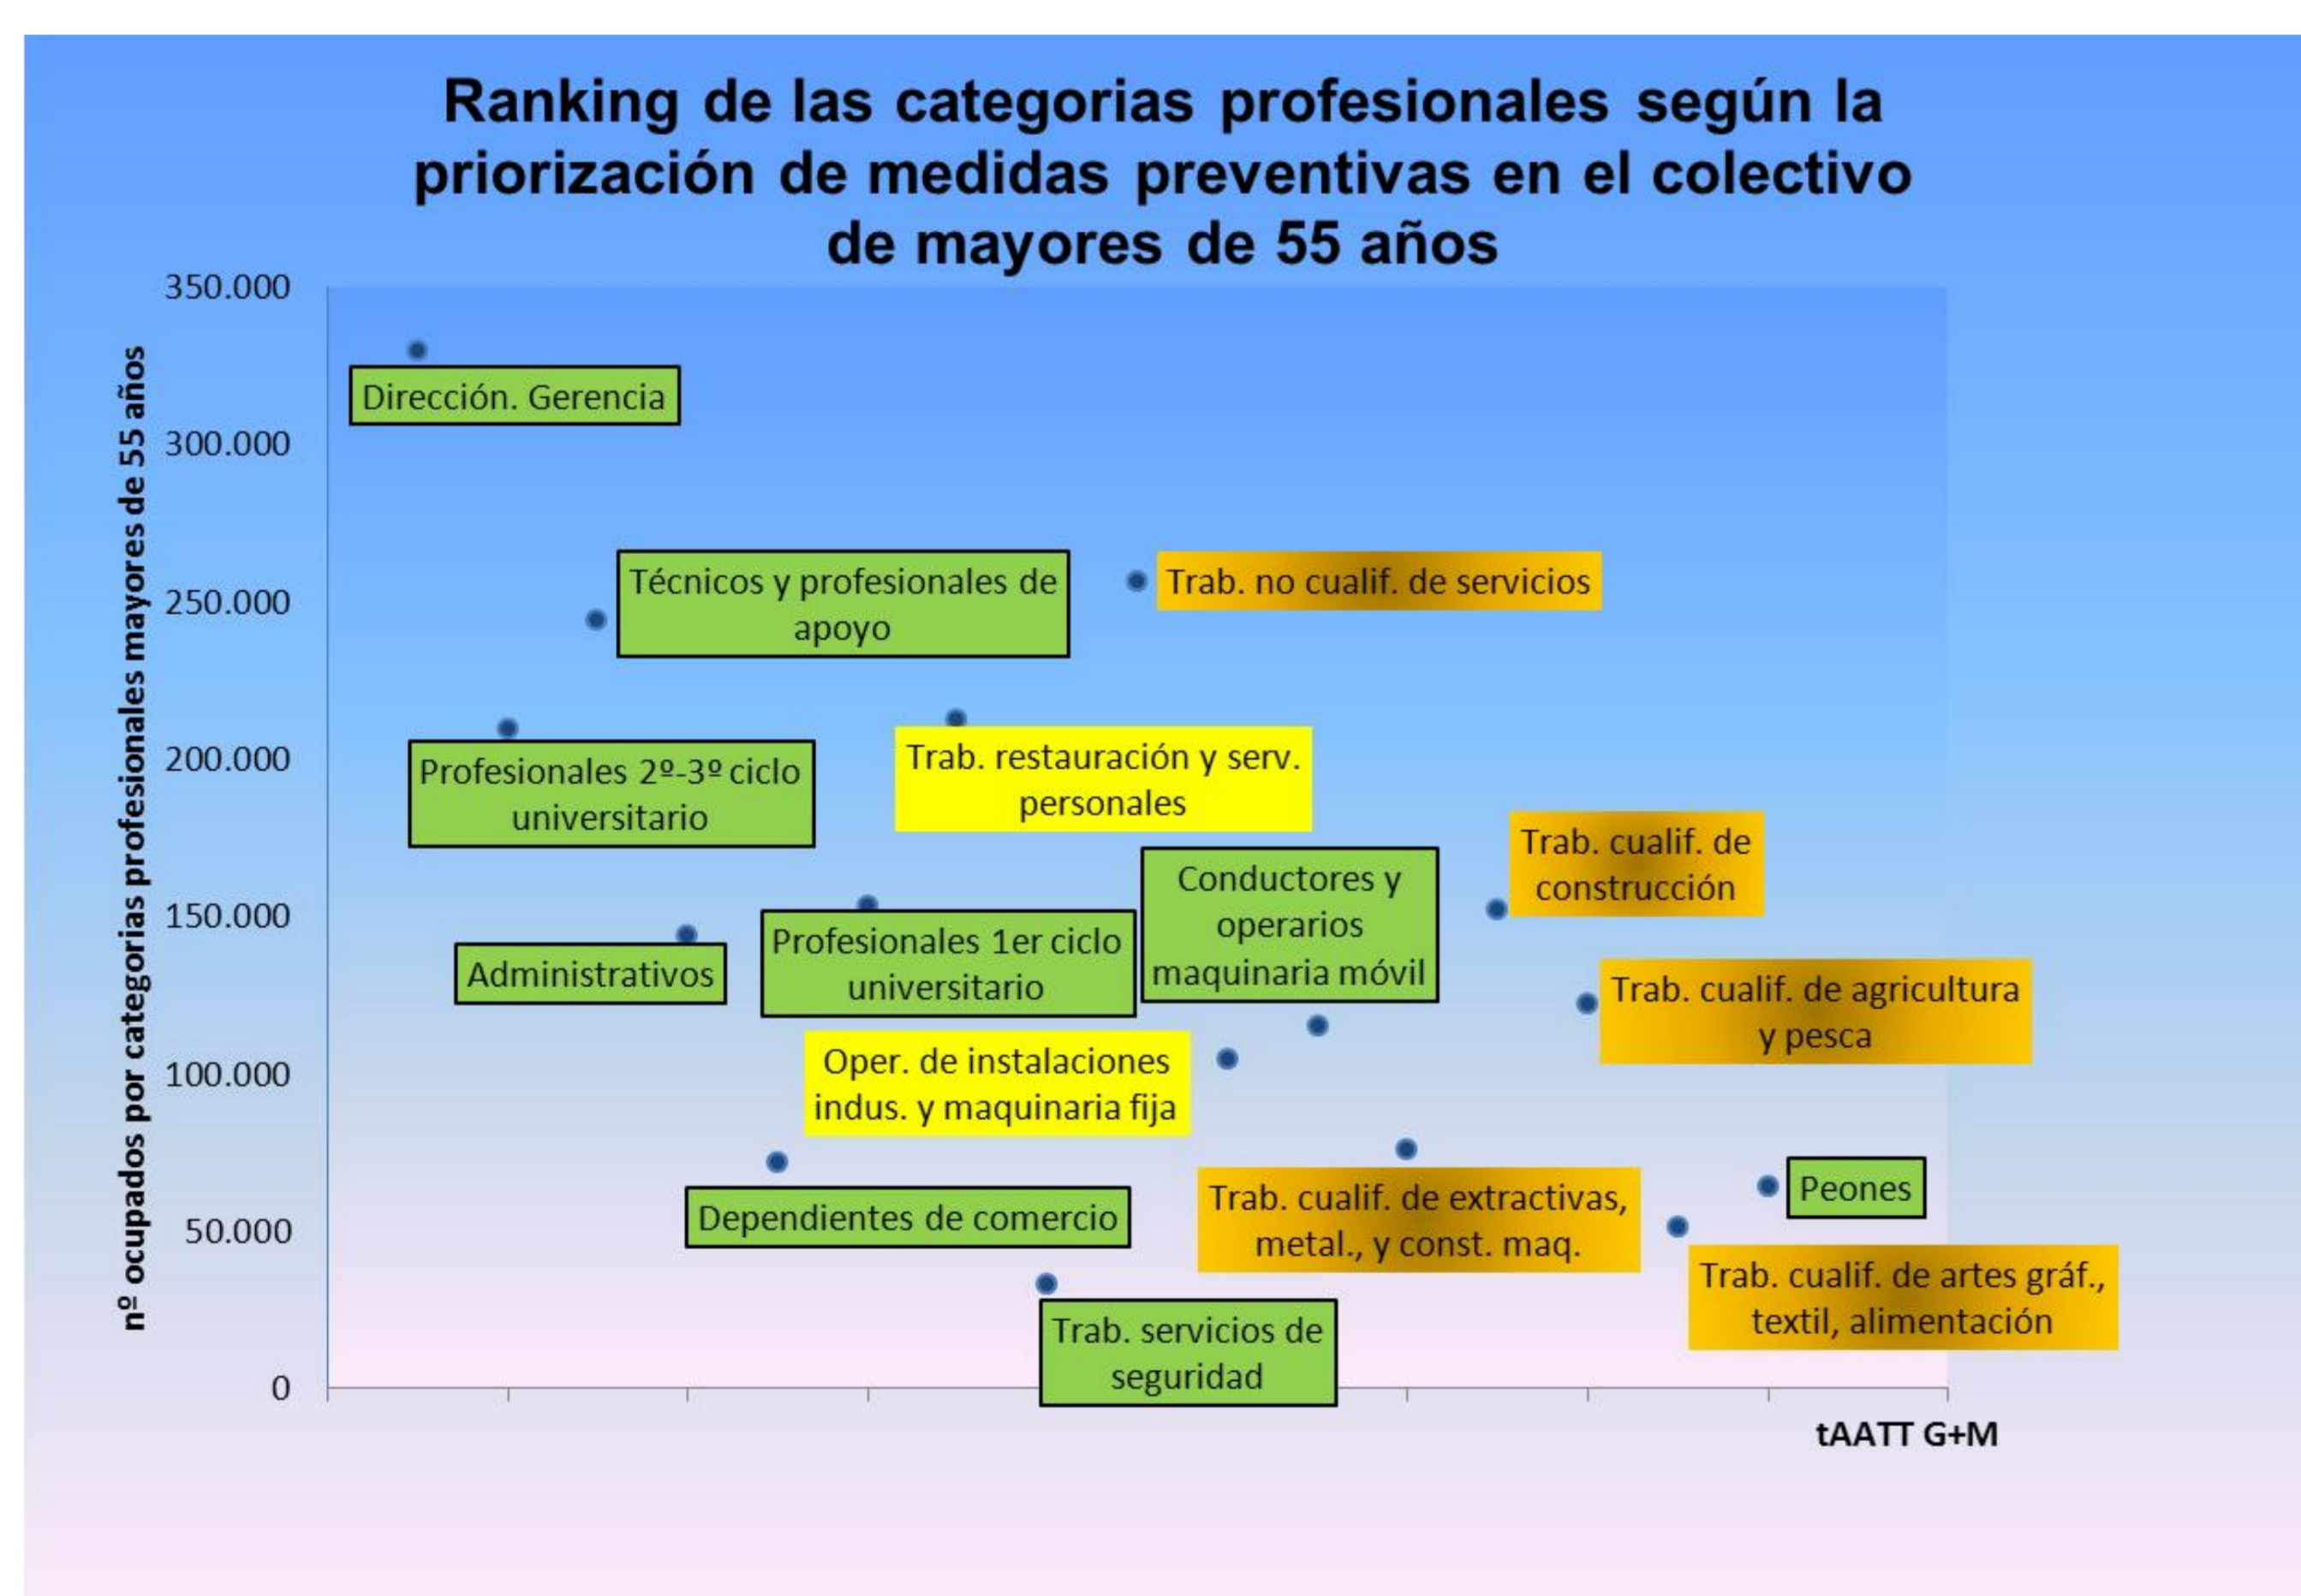 Ranking de las categorias profesionales según la
priorización de medidas preventivas en el colectivo
de mayores de 55 años
nº ocupados por categorias profesionales mayores de 55 años
350.000
300.000
250.000
200.000
150.000
100.000
50.000
0
Dirección. Gerencia
Técnicos y profesionales de
apoyo
Trab. no cualif. de servicios
Profesionales 2º-3º ciclo
universitario
Trab. restauración y serv.
personales
Trab. cualif. de
construcción
Conductores y
operarios
maquinaria móvil
Administrativos
Profesionales 1er ciclo
universitario
Trab. cualif. de agricultura
y pesca
Oper. de instalaciones
indus. y maquinaria fija
Dependientes de comercio
Trab. cualif. de extractivas,
metal., y const. maq.
Peones
Trab. cualif. de artes gráf.,
textil, alimentación
Trab. servicios de
seguridad
tAATT G+M